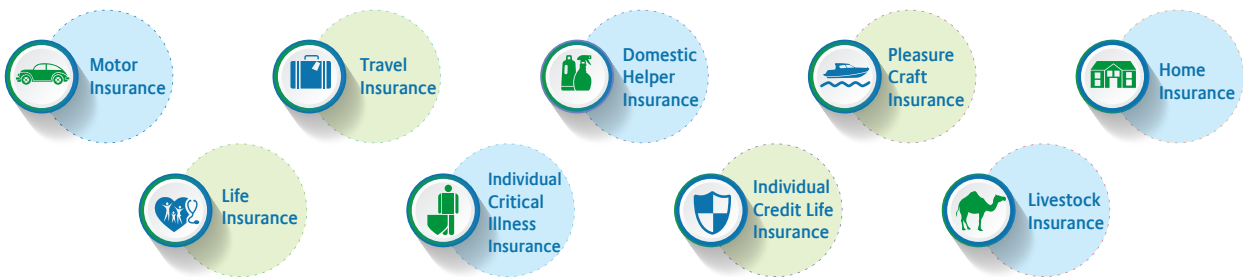 Motor
Insurance
Travel
Insurance
Domestic
Helper
Insurance
Pleasure
Craft
Insurance
Home
Insurance
Life
Insurance
Individual
Critical
Illness
Insurance
Individual
Credit Life
Insurance
Livestock
Insurance